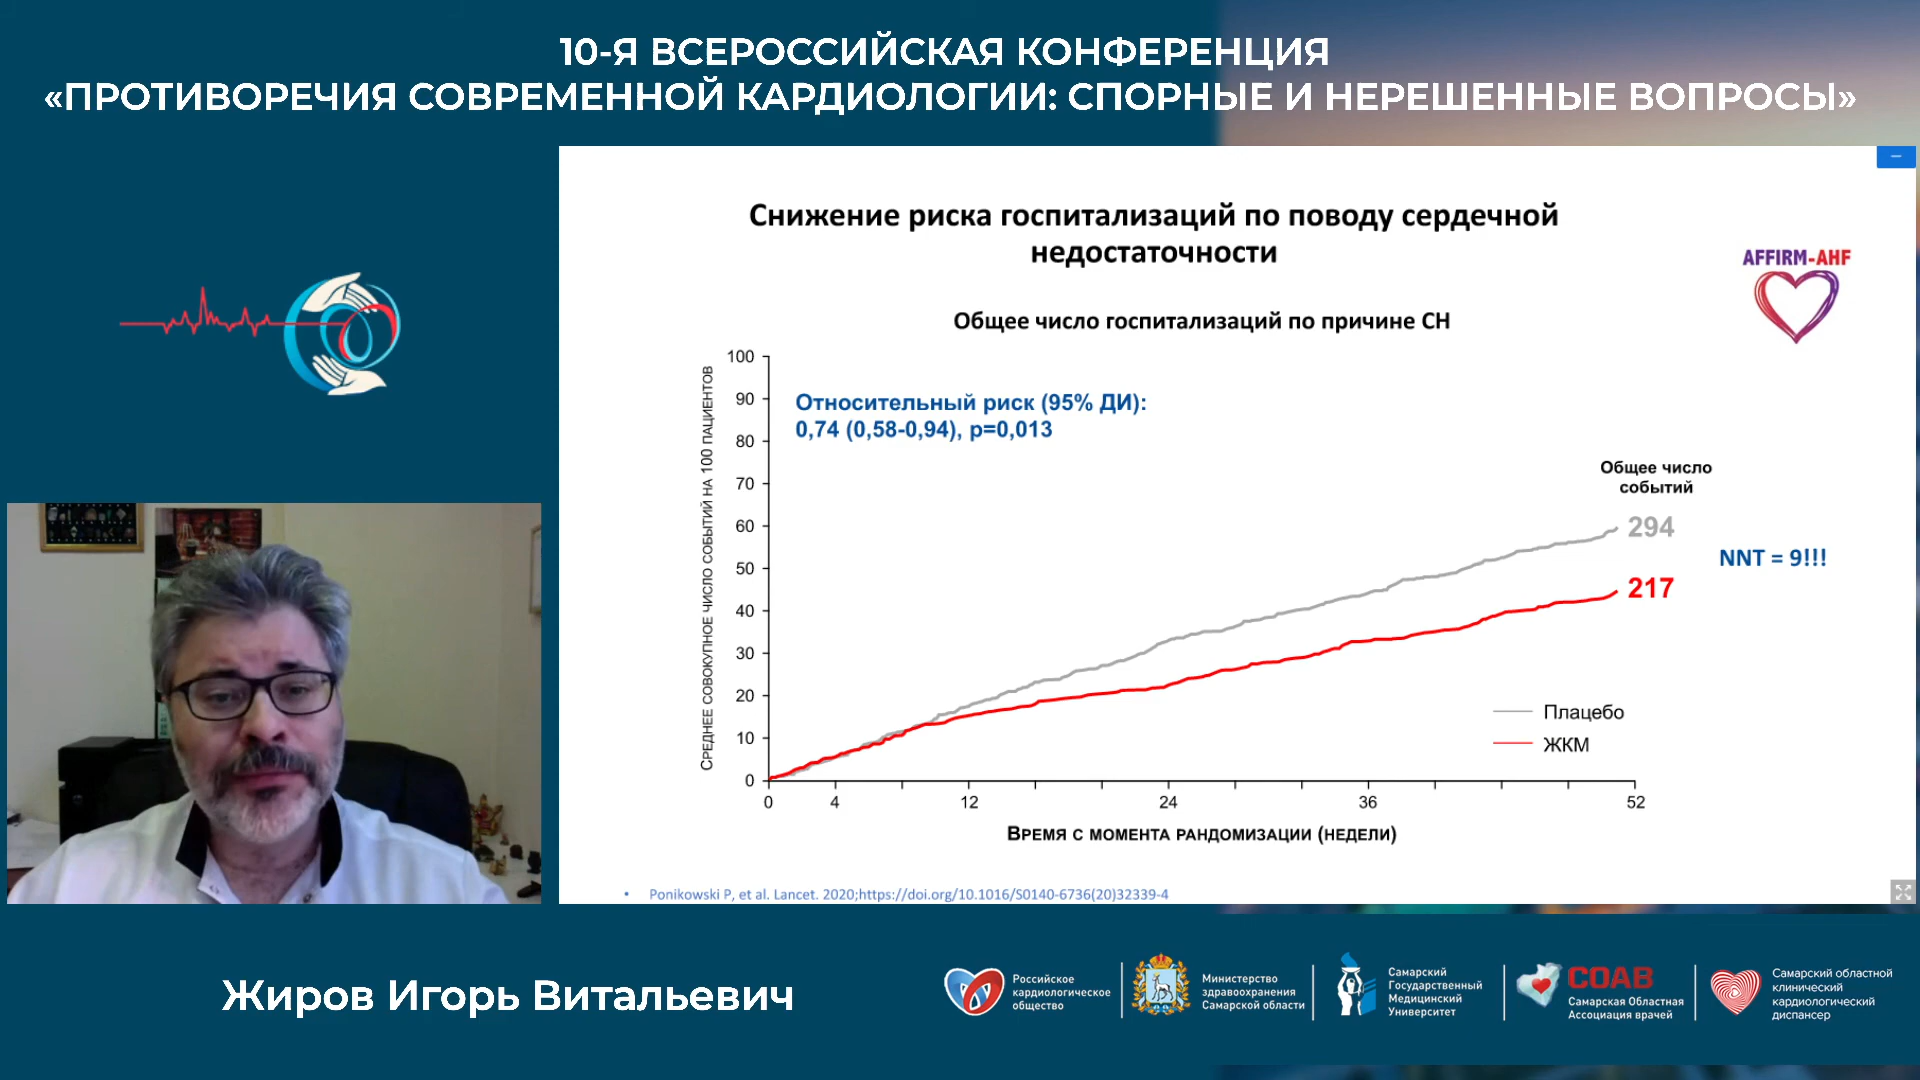 10-Я ВСЕРОССИЙСКАЯ КОНФЕРЕНЦИЯ
«ПРОТИВОРЕЧИЯ СОВРЕМЕННОЙ КАРДИОЛОГИИ: СПОРНЫЕ И НЕРЕШЕННЫЕ ВОПРОСЫ»
Снижение риска госпитализаций по поводу сердечной
недостаточности
AFFIRM-AHF
Общее число госпитализаций по причине СН
СРЕДНЕЕ СОВОКУПНОЕ ЧИСЛО СОБЫТИЙ НА 100 ПАЦИЕНТОВ
100
90
80
70
60
50
40
30
20
10
0
Относительный риск (95% ДИ):
0,74 (0,58-0,94), p=0,013
Общее число
событий
294
NNT = 9!!!
217
Плацебо
ЖКМ
0 4 12 24 36 52
ВРЕМЯ С МОМЕНТА РАНДОМИЗАЦИИ (НЕДЕЛИ)
• Ponikowski P, et al. Lancet. 2020;https://doi.org/10.1016/S0140-6736(20)32339-4
Жиров Игорь Витальевич
Российское
кардиологическое
общество
Министерство
здравоохранения
Самарской области
Самарский
Государственный
Медицинский
Университет
СОАВ
Самарская Областная
Ассоциация врачей
Самарский областной
клинический
кардиологический
диспансер